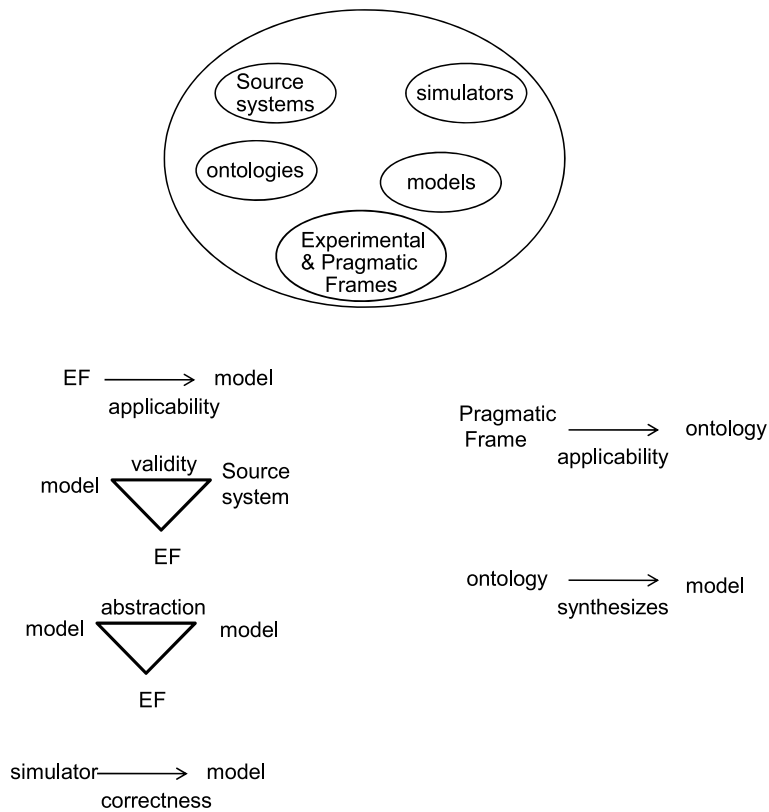 Source
systems
simulators
ontologies
models
Experimental
& Pragmatic
Frames
EF
model
applicability
validity
model
Source
system
EF
abstraction
model
model
EF
simulator
model
correctness
Pragmatic
Frame
ontology
applicability
ontology
model
synthesizes